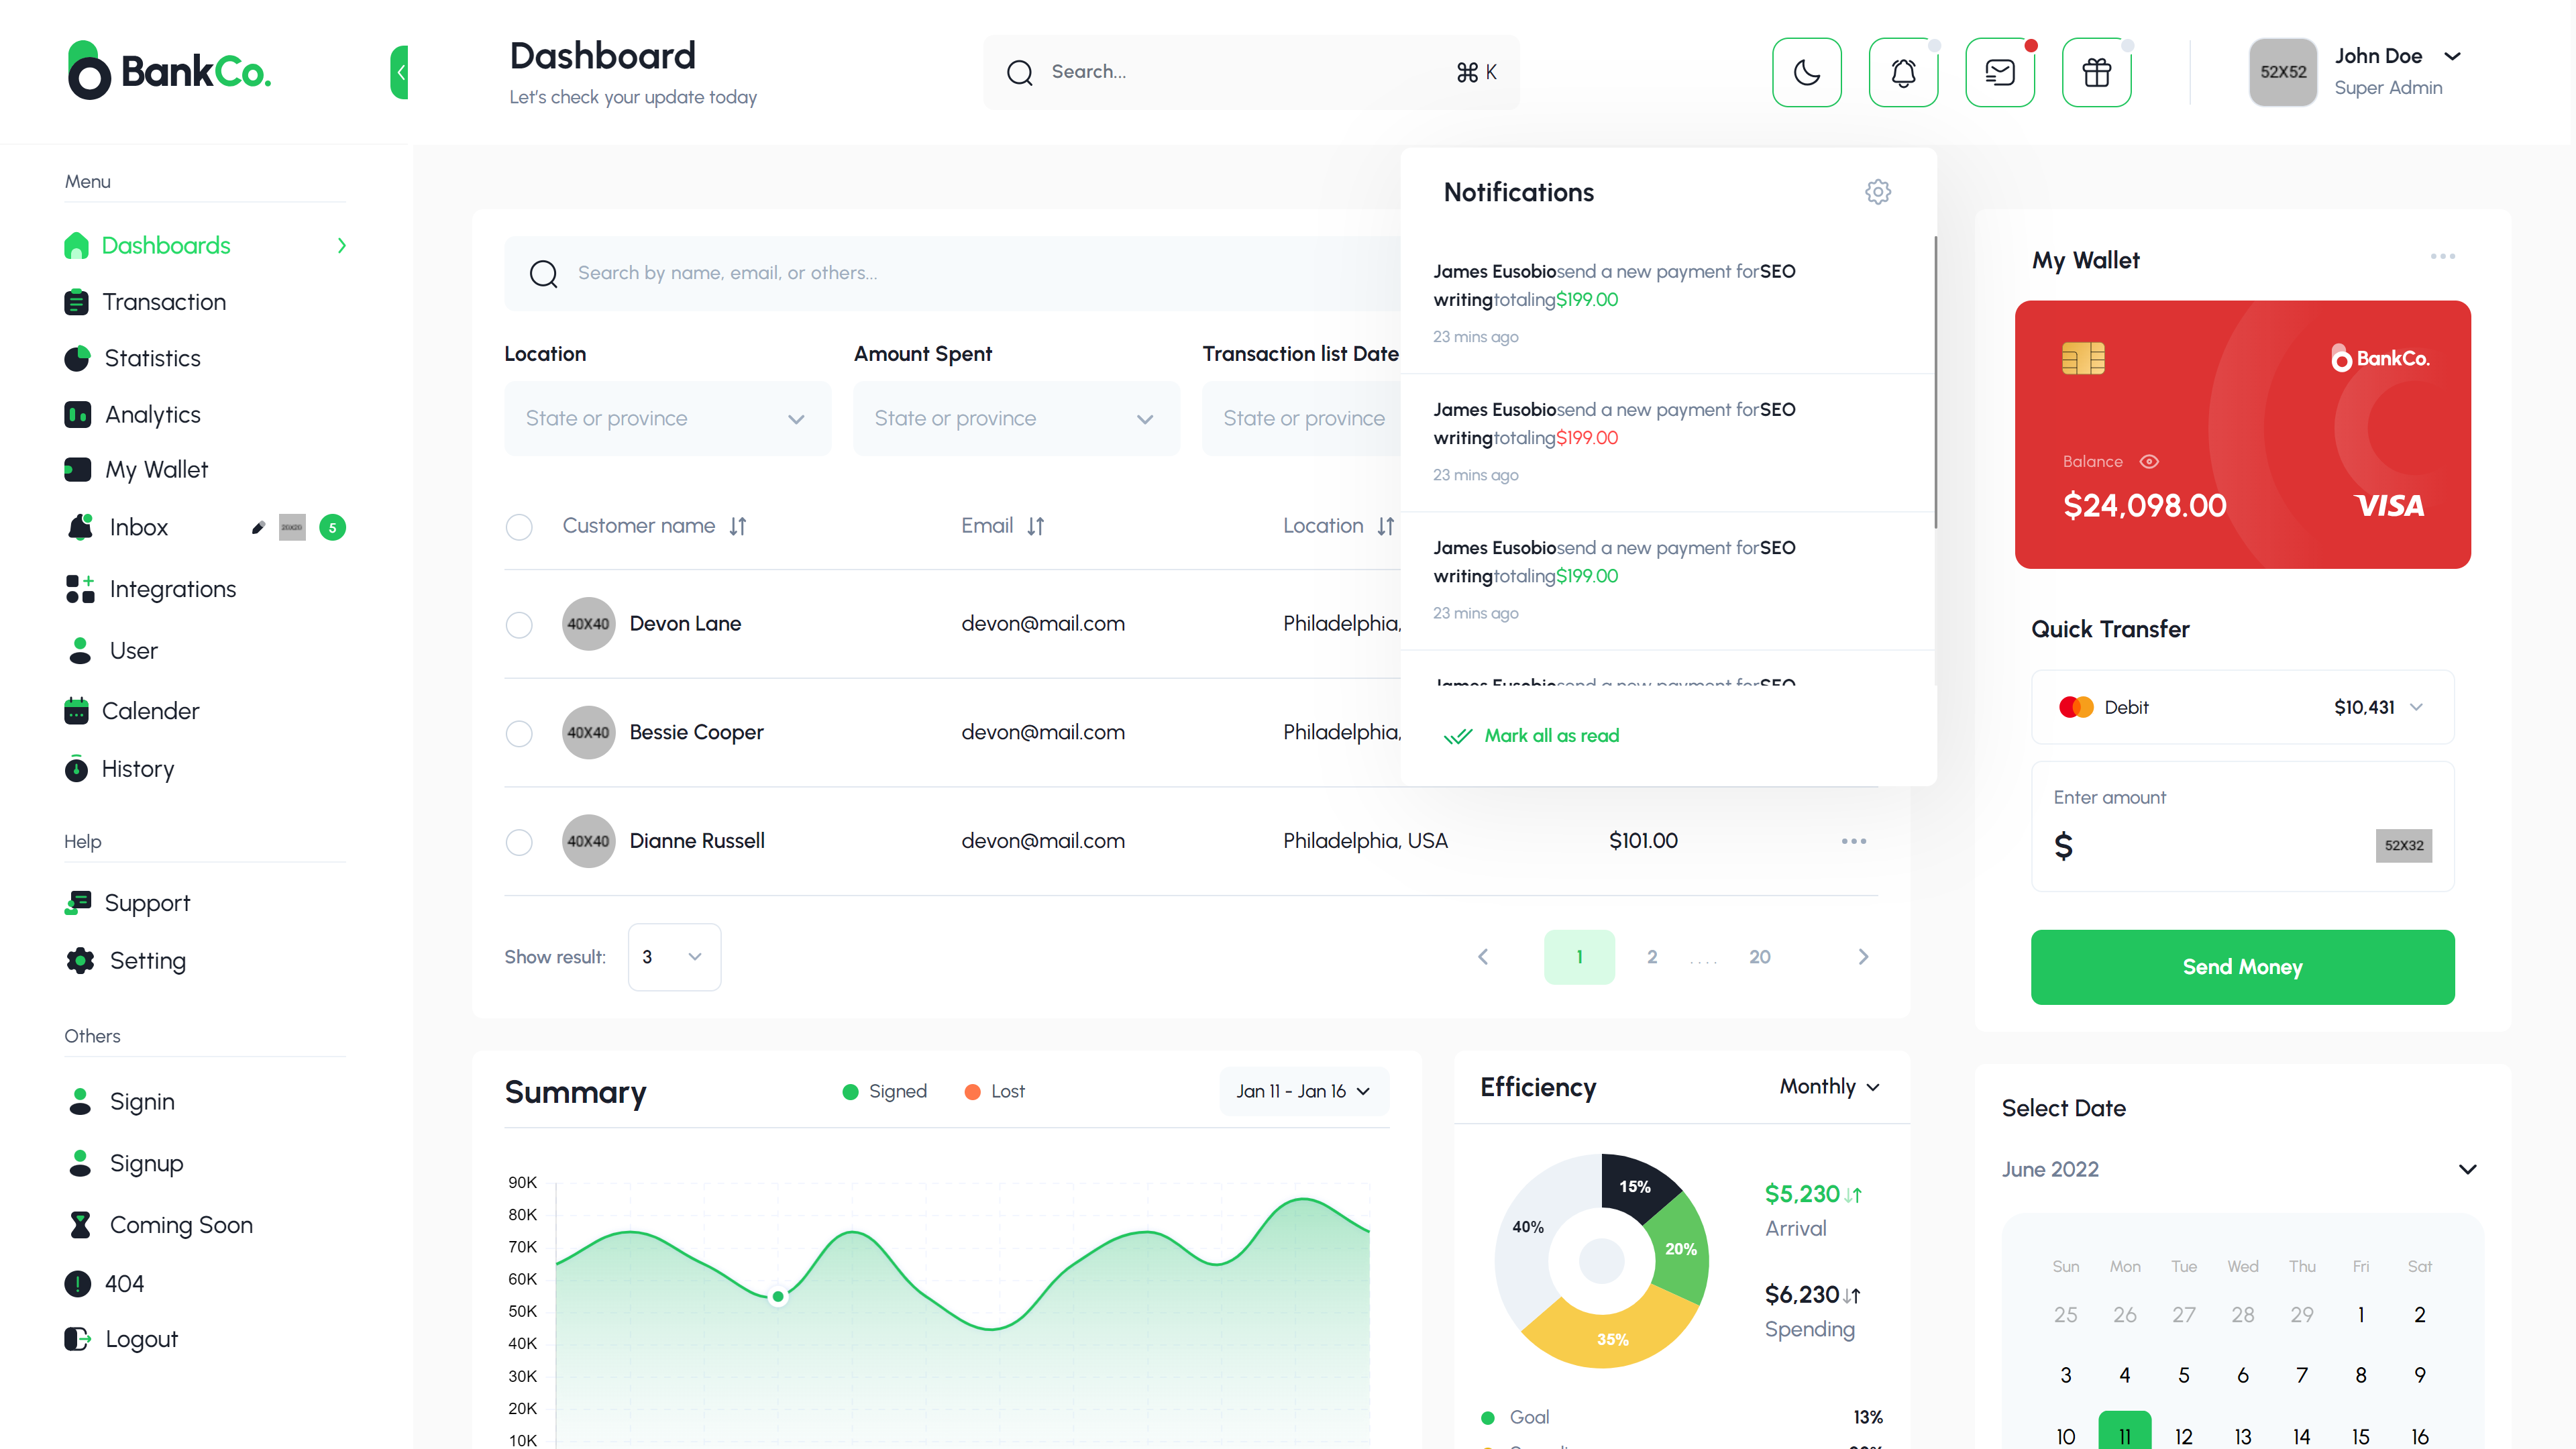 BankCo.
Dashboard
Let's check your update today
Search...
⌘ K
52X52
John Doe
Super Admin
Menu
Dashboards
Transaction
Statistics
Analytics
My Wallet
Inbox
20X20
5
Integrations
User
Calender
History
Help
Support
Setting
Others
Signin
Signup
Coming Soon
404
Logout
Search by name, email, or others...
Location
Amount Spent
Transaction list Date
State or province
State or province
State or province
Customer name
Email
Location
40X40
Devon Lane
devon@mail.com
Philadelphia,
40X40
Bessie Cooper
devon@mail.com
Philadelphia,
40X40
Dianne Russell
devon@mail.com
Philadelphia, USA
$101.00
Show result:
3
1
2
....
20
Notifications
James Eusobiosend a new payment forSEO
writingtotaling$199.00
23 mins ago
James Eusobiosend a new payment forSEO
writingtotaling$199.00
23 mins ago
James Eusobiosend a new payment forSEO
writingtotaling$199.00
23 mins ago
James Eusobiosend a new payment forSEO
Mark all as read
My Wallet
BankCo.
Balance
$24,098.00
VISA
Quick Transfer
Debit
$10,431
Enter amount
$
52X32
Send Money
Summary
Signed
Lost
Jan 11 - Jan 16
90K
80K
70K
60K
50K
40K
30K
20K
10K
Efficiency
Monthly
15%
20%
35%
40%
$5,230
Arrival
$6,230
Spending
Goal
13%
Select Date
June 2022
Sun Mon Tue Wed Thu Fri Sat
25 26 27 28 29 1 2
3 4 5 6 7 8 9
10 11 12 13 14 15 16